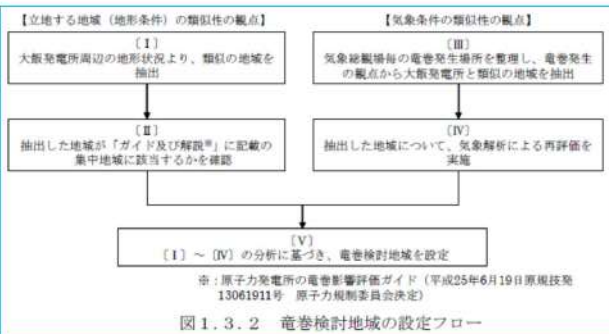 【立地する地域(地形条件)の類似性の観点】
【気象条件の類似性の観点】
〔Ⅰ〕
大飯発電所周辺の地形状況より、類似の地域を
抽出
〔Ⅲ〕
気象総観場毎の竜巻発生場所を整理し、竜巻発生
の観点から大飯発電所と類似の地域を抽出
〔Ⅱ〕
抽出した地域が「ガイド及び解説※」に記載の
集中地域に該当するかを確認
〔Ⅳ〕
抽出した地域について、気象解析による再評価を
実施
〔Ⅴ〕
〔Ⅰ〕~〔Ⅳ〕の分析に基づき、竜巻検討地域を設定
※:原子力発電所の竜巻影響評価ガイド(平成25年6月19日原規技発
13061911号 原子力規制委員会決定)
図1.3.2 竜巻検討地域の設定フロー